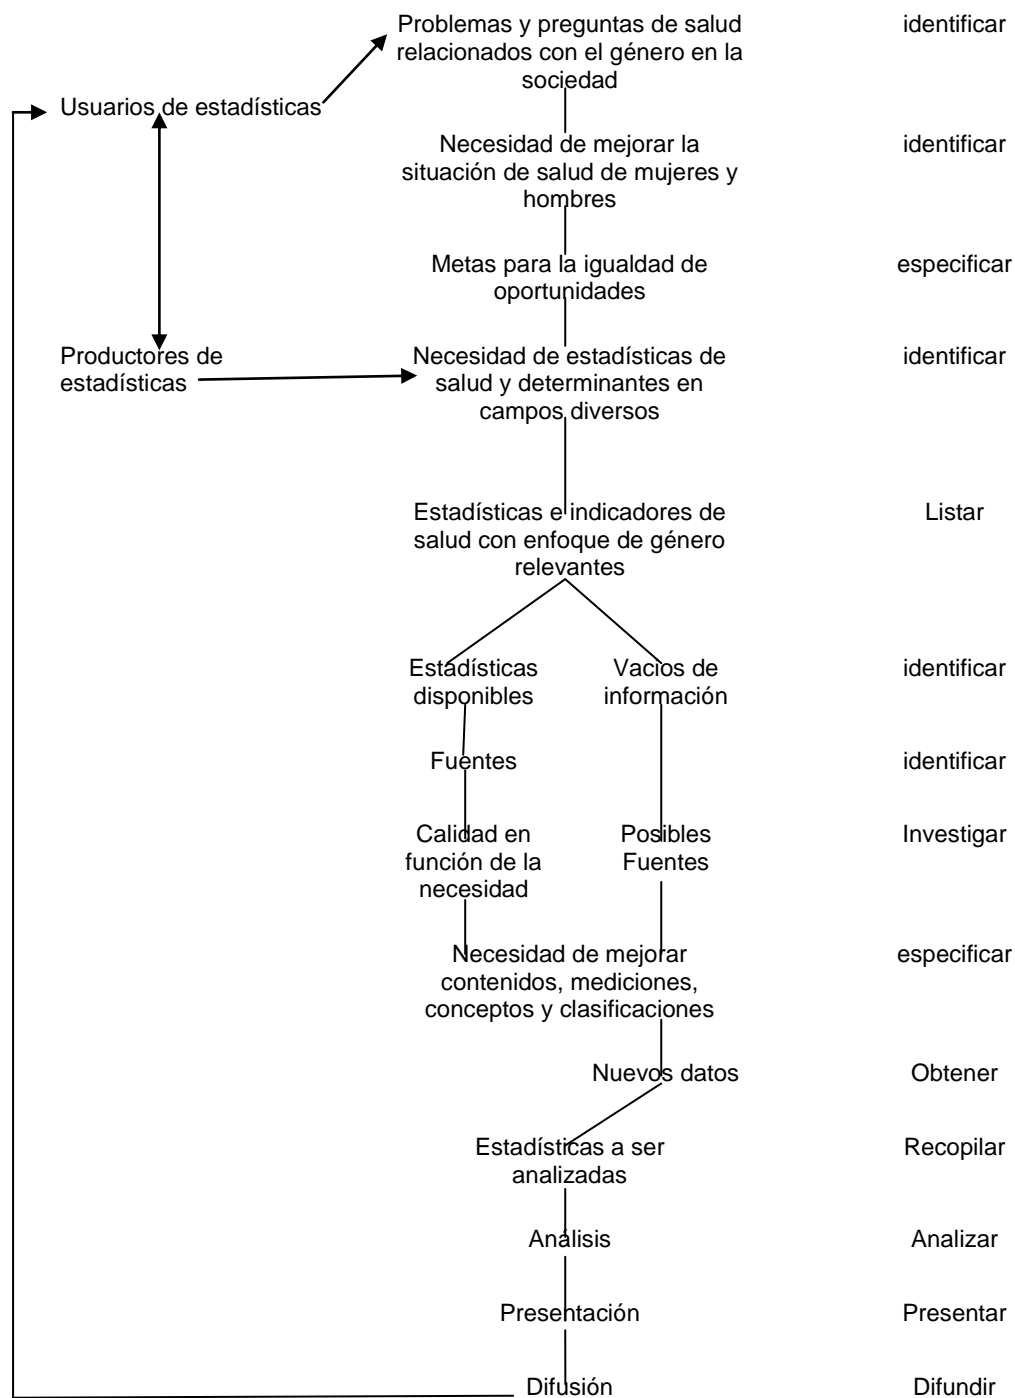 Problemas y preguntas de salud
relacionados con el género en la
sociedad
identificar
Usuarios de estadísticas
Necesidad de mejorar la
situación de salud de mujeres y
hombres
identificar
Metas para la igualdad de
oportunidades
especificar
Productores de
estadísticas
Necesidad de estadísticas de
salud y determinantes en
campos diversos
identificar
Estadísticas e indicadores de
salud con enfoque de género
relevantes
Listar
Estadísticas
disponibles
Vacios de
información
identificar
Fuentes
identificar
Calidad en
función de la
necesidad
Posibles
Fuentes
Investigar
Necesidad de mejorar
contenidos, mediciones,
conceptos y clasificaciones
especificar
Nuevos datos
Obtener
Estadísticas a ser
analizadas
Recopilar
Análisis
Analizar
Presentación
Presentar
Difusión
Difundir